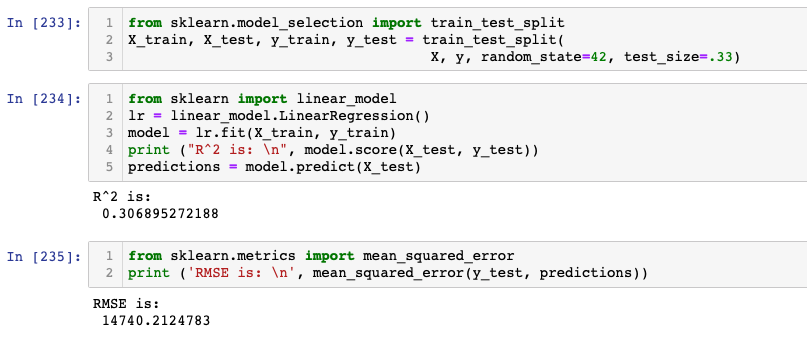 In [233]:
1 from sklearn.model_selection import train_test_split
2 X_train, X_test, y_train, y_test = train_test_split(
3                                     X, y, random_state=42, test_size=.33)
In [234]:
1 from sklearn import linear_model
2 lr = linear_model.LinearRegression()
3 model = lr.fit(X_train, y_train)
4 print ("R^2 is: \n", model.score(X_test, y_test))
5 predictions = model.predict(X_test)
R^2 is:
 0.306895272188
In [235]:
1 from sklearn.metrics import mean_squared_error
2 print ('RMSE is: \n', mean_squared_error(y_test, predictions))
RMSE is:
 14740.2124783